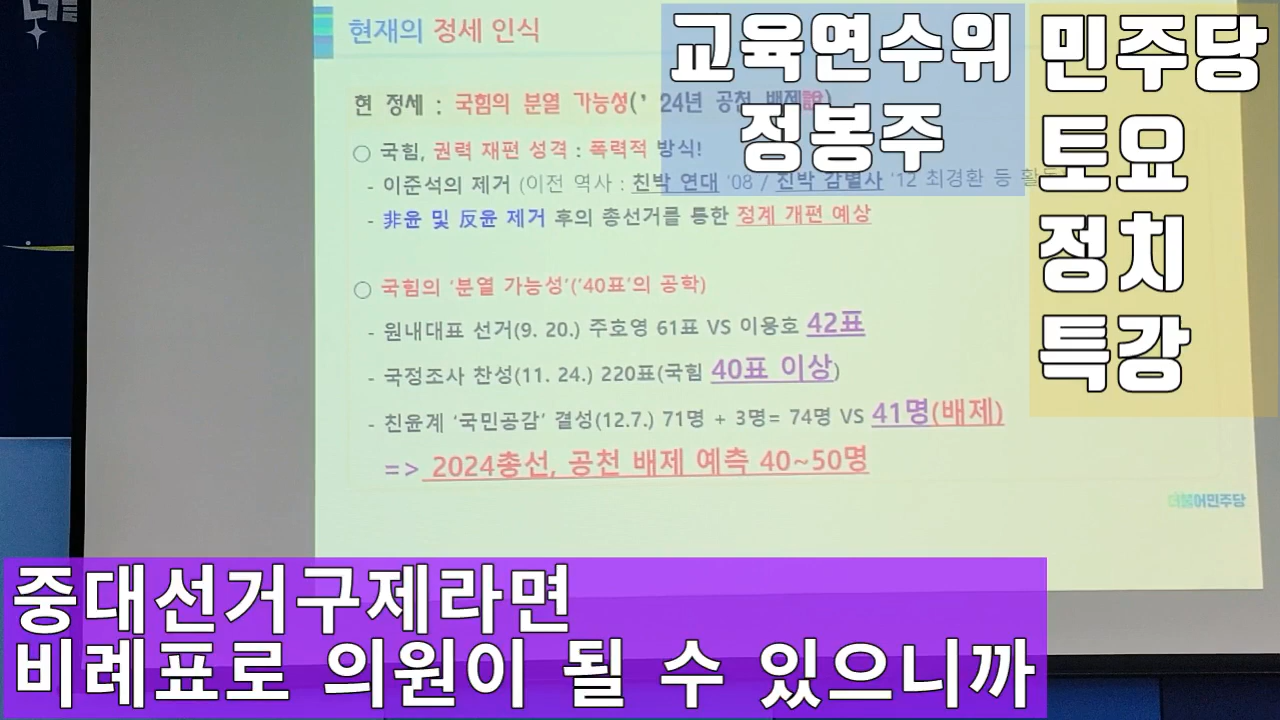 현재의 정세 인식
교육연수위
정봉주
민주당
토요
정치
특강
현 정세 : 국힘의 분열 가능성('24년 공천 배제說)
○ 국힘, 권력 재편 성격 : 폭력적 방식!
- 이준석의 제거 (이전 역사 : 친박 연대 '08 / 진박 감별사 '12 최경환 등
- 非윤 및 反윤 제거 후의 총선거를 통한 정계 개편 예상
○ 국힘의 '분열 가능성'('40표'의 공학)
- 원내대표 선거(9. 20.) 주호영 61표 VS 이용호 42표
- 국정조사 찬성(11. 24.) 220표(국힘 40표 이상)
- 친윤계 '국민공감' 결성(12.7.) 71명 + 3명= 74명 VS 41명(배제)
=> 2024총선, 공천 배제 예측 40~50명
더불어민주당
중대선거구제라면
비례표로 의원이 될 수 있으니까